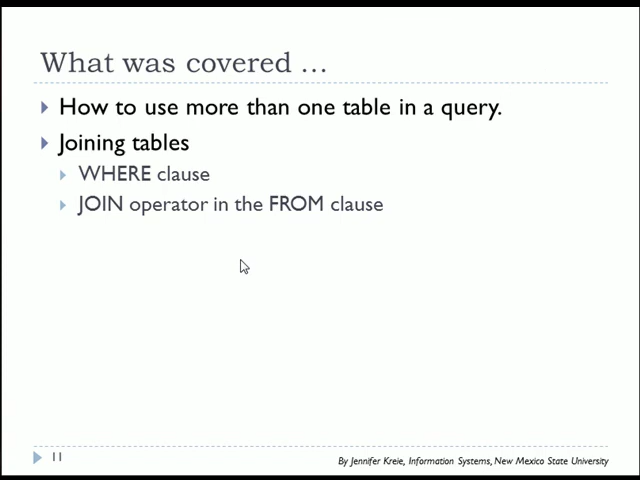 What was covered ...
How to use more than one table in a query.
Joining tables
WHERE clause
JOIN operator in the FROM clause
11
By Jennifer Kreie, Information Systems, New Mexico State University